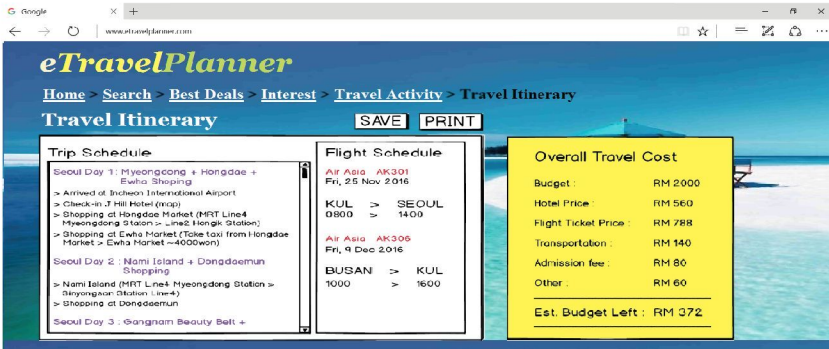 Google
www.etravelplanner.com
eTravelPlanner
Home > Search > Best Deals > Interest > Travel Activity > Travel Itinerary
Travel Itinerary
SAVE PRINT
Trip Schedule
Seoul Day 1: Myeongdong + Hongdae +
Ewha Shoping
> Arrived at Incheon International Airport
> Check-in J Hill Hotel (map)
> Shopping at Hongdae Market (MRT Line4
Myeongdong Staion > Line2 Hongik Station)
> Shopping at Ewha Market (Take taxi from Hongdae
Market > Ewha Market ~4000won)
Seoul Day 2 : Nami Island + Dongdaemun
Shopping
> Nami Island (MRT Line4 Myeongdong Station >
Sinyongsan Station Line4)
> Shopping at Dongdaemun
Seoul Day 3 : Gangnam Beauty Belt +
Flight Schedule
Air Asia AK301
Fri, 25 Nov 2016
KUL > SEOUL
0800 > 1400
Air Asia AK306
Fri, 9 Dec 2016
BUSAN > KUL
1000 > 1600
Overall Travel Cost
Budget : RM 2000
Hotel Price : RM 560
Flight Ticket Price : RM 788
Transportation : RM 140
Admission fee : RM 80
Other : RM 60
Est. Budget Left : RM 372